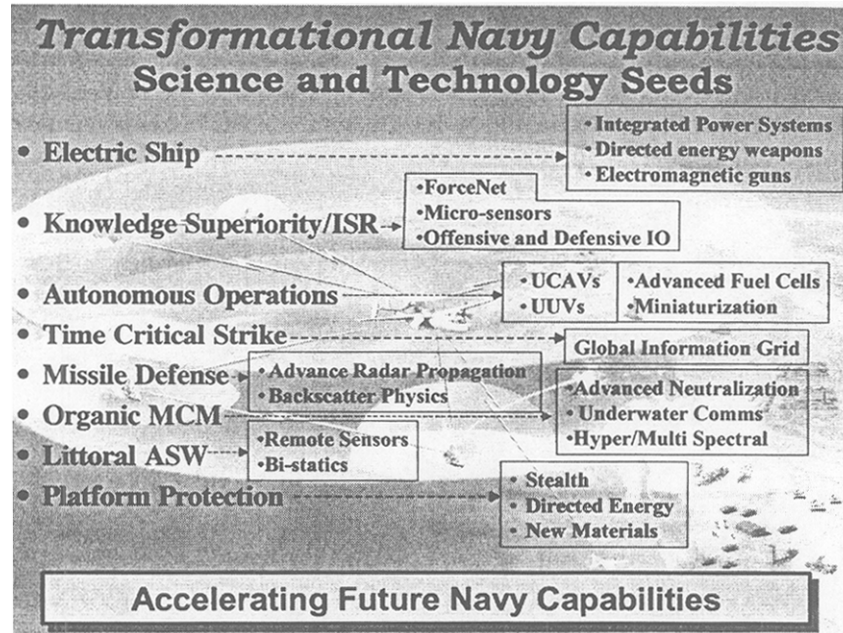 Transformational Navy Capabilities
Science and Technology Seeds
• Electric Ship
•Integrated Power Systems
•Directed energy weapons
•Electromagnetic guns
• Knowledge Superiority/ISR
•ForceNet
•Micro-sensors
•Offensive and Defensive IO
• Autonomous Operations
•UCAVs
•UUVs
•Advanced Fuel Cells
•Miniaturization
• Time Critical Strike
Global Information Grid
• Missile Defense
•Advance Radar Propagation
•Backscatter Physics
• Organic MCM
•Advanced Neutralization
•Underwater Comms
•Hyper/Multi Spectral
• Littoral ASW
•Remote Sensors
•Bi-statics
• Platform Protection
• Stealth
• Directed Energy
• New Materials
Accelerating Future Navy Capabilities